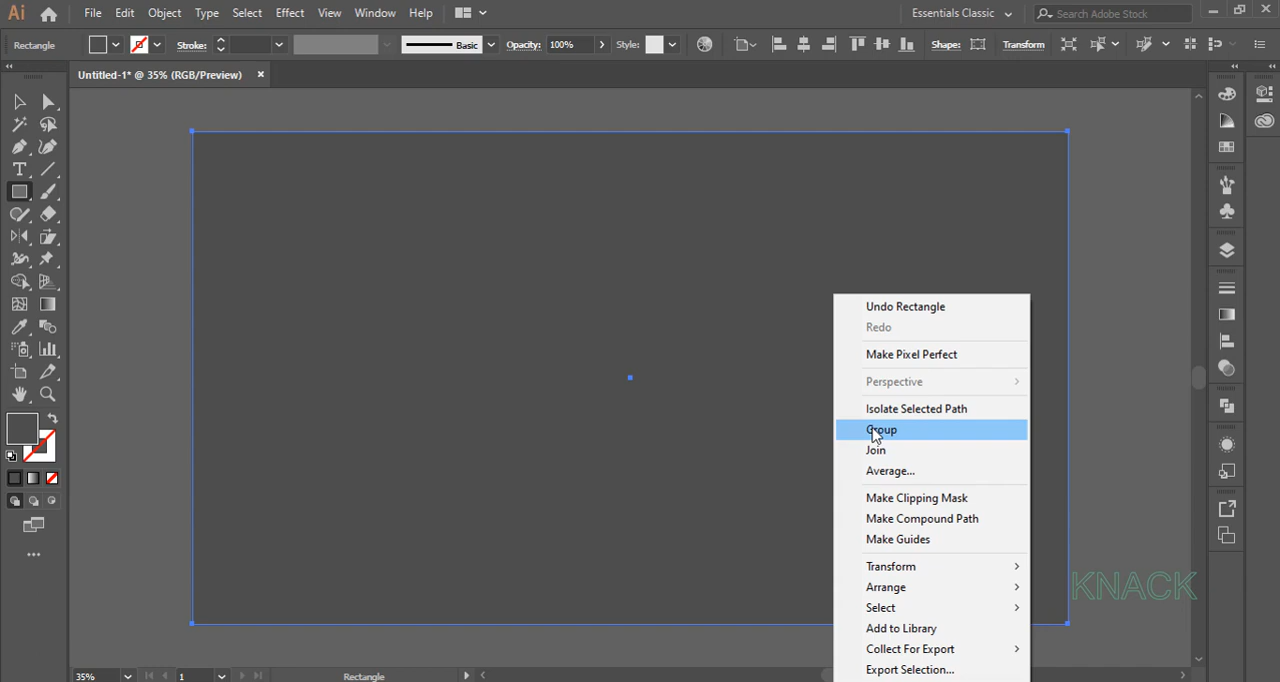 Ai File Edit Object Type Select Effect View Window Help Essentials Classic Search Adobe Stock
Rectangle Stroke: Basic Opacity: 100% Style: Shape: Transform
Untitled-1* @ 35% (RGB/Preview)
Undo Rectangle
Redo
Make Pixel Perfect
Perspective
Isolate Selected Path
Group
Join
Average...
Make Clipping Mask
Make Compound Path
Make Guides
Transform
Arrange
Select
Add to Library
Collect For Export
Export Selection...
KNACK
35% 1 Rectangle